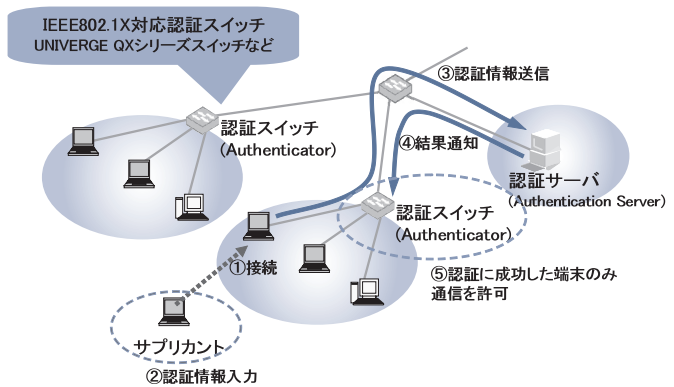 IEEE802.1X対応認証スイッチ
UNIVERGE QXシリーズスイッチなど
③認証情報送信
認証スイッチ
(Authenticator)
④結果通知
認証サーバ
(Authentication Server)
認証スイッチ
(Authenticator)
①接続
⑤認証に成功した端末のみ
通信を許可
サプリカント
②認証情報入力